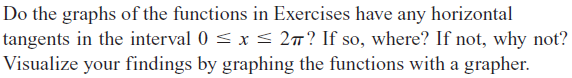 Do the graphs of the functions in Exercises have any horizontal
tangents in the interval 0 ≤ x ≤ 2π? If so, where? If not, why not?
Visualize your findings by graphing the functions with a grapher.